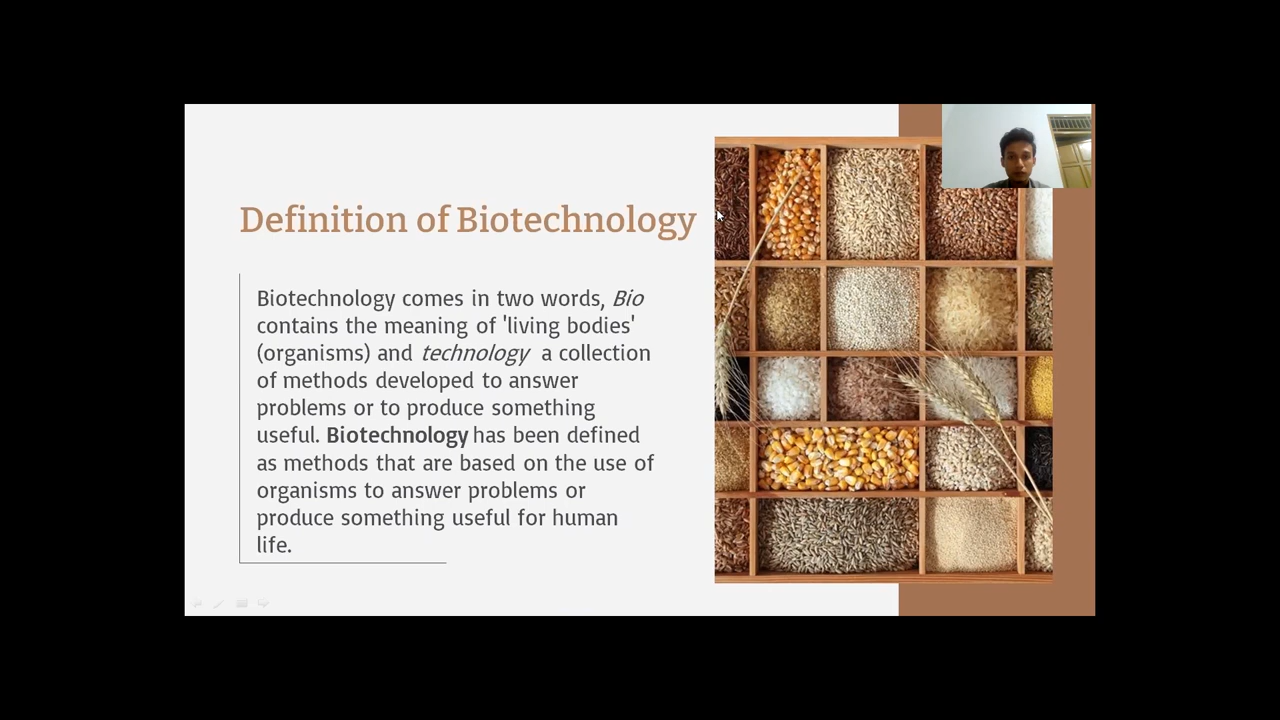 Definition of Biotechnology
Biotechnology comes in two words, Bio
contains the meaning of 'living bodies'
(organisms) and technology a collection
of methods developed to answer
problems or to produce something
useful. Biotechnology has been defined
as methods that are based on the use of
organisms to answer problems or
produce something useful for human
life.